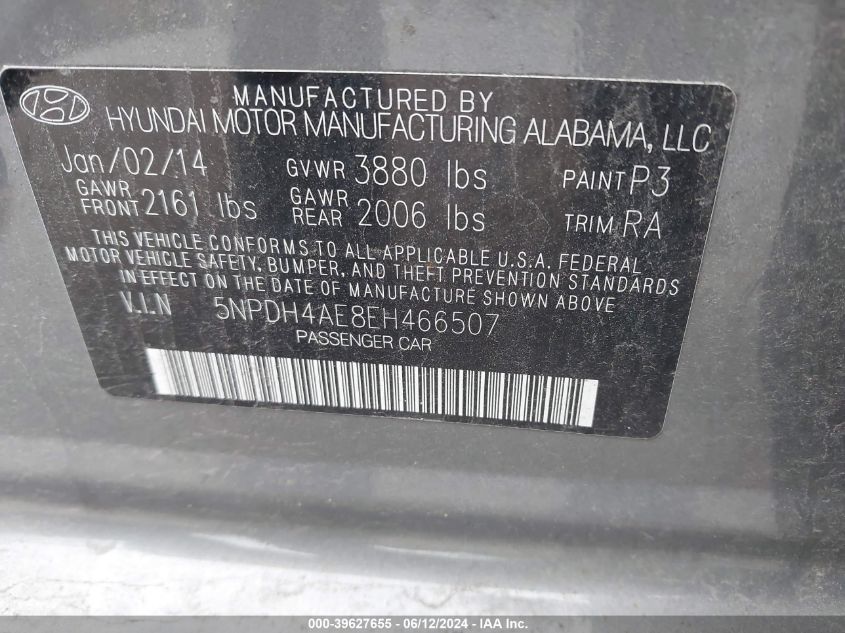 MANUFACTURED BY
HYUNDAI MOTOR MANUFACTURING ALABAMA, LLC
Jan/02/14 GVWR 3880 lbs PAINT P3
GAWR FRONT 2161 lbs GAWR REAR 2006 lbs TRIM RA
THIS VEHICLE CONFORMS TO ALL APPLICABLE U.S.A. FEDERAL
MOTOR VEHICLE SAFETY, BUMPER, AND THEFT PREVENTION STANDARDS
IN EFFECT ON THE DATE OF MANUFACTURE SHOWN ABOVE
V.I.N 5NPDH4AE8EH466507
PASSENGER CAR
000-39627655 - 06/12/2024 - IAA Inc.